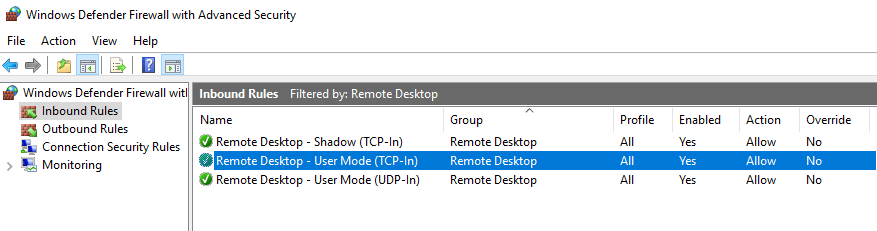 Windows Defender Firewall with Advanced Security
File Action View Help
Windows Defender Firewall witl
Inbound Rules
Outbound Rules
Connection Security Rules
Monitoring
Inbound Rules Filtered by: Remote Desktop
Name Group Profile Enabled Action Override
Remote Desktop - Shadow (TCP-In) Remote Desktop All Yes Allow No
Remote Desktop - User Mode (TCP-In) Remote Desktop All Yes Allow No
Remote Desktop - User Mode (UDP-In) Remote Desktop All Yes Allow No